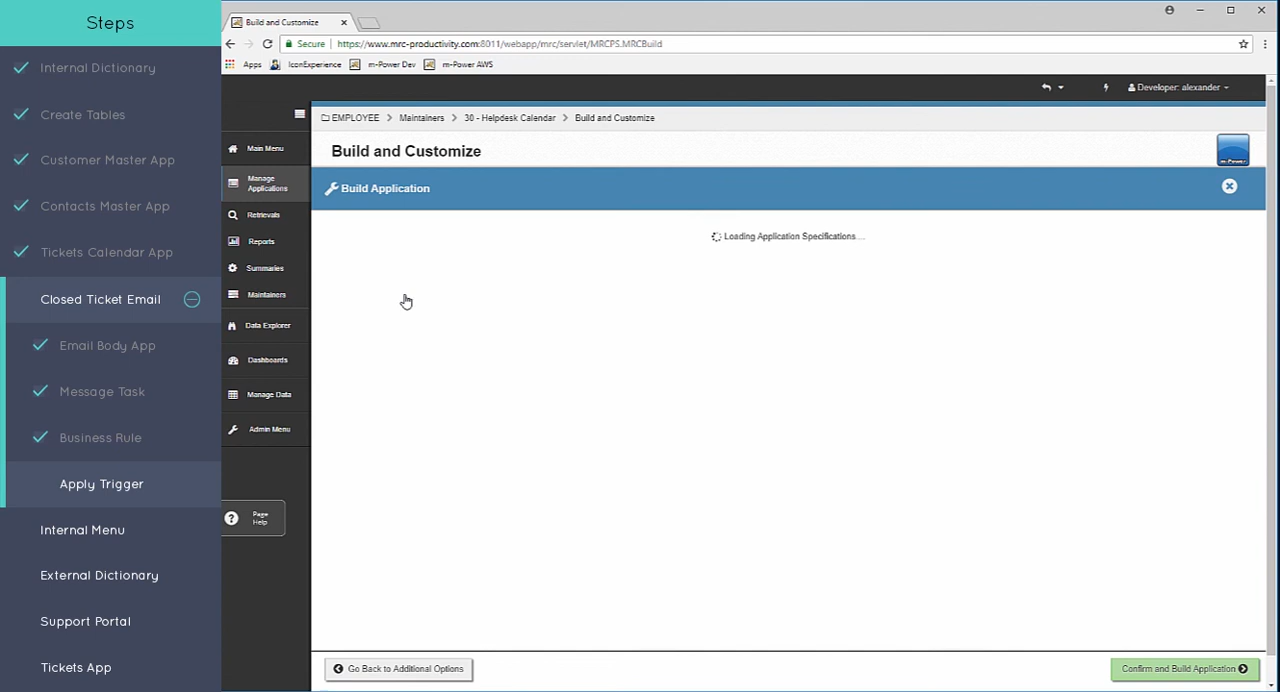 Steps
Internal Dictionary
Create Tables
Customer Master App
Contacts Master App
Tickets Calendar App
Closed Ticket Email
Email Body App
Message Task
Business Rule
Apply Trigger
Internal Menu
External Dictionary
Support Portal
Tickets App
Build and Customize
Secure https://www.mrc-productivity.com:8011/webapp/mrc/servlet/MRCPS.MRCBuild
Apps IconExperience m-Power Dev m-Power AWS
Developer: alexander
EMPLOYEE > Maintainers > 30 - Helpdesk Calendar > Build and Customize
Build and Customize
m-Power
Build Application
Loading Application Specifications....
Main Menu
Manage
Applications
Retrievals
Reports
Summaries
Maintainers
Data Explorer
Dashboards
Manage Data
Admin Menu
? Page
Help
Go Back to Additional Options
Confirm and Build Application